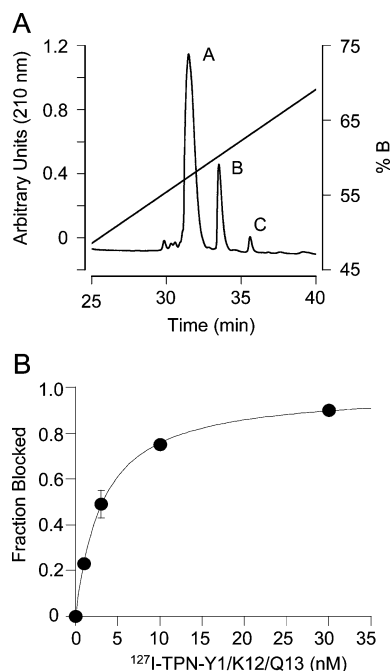 A
1.2
0.8
0.4
0
Arbitrary Units (210 nm)
75
65
55
45
% B
A
B
C
25 30 35 40
Time (min)
B
1.0
0.8
0.6
0.4
0.2
0
Fraction Blocked
0 5 10 15 20 25 30 35
¹²⁷I-TPN-Y1/K12/Q13 (nM)